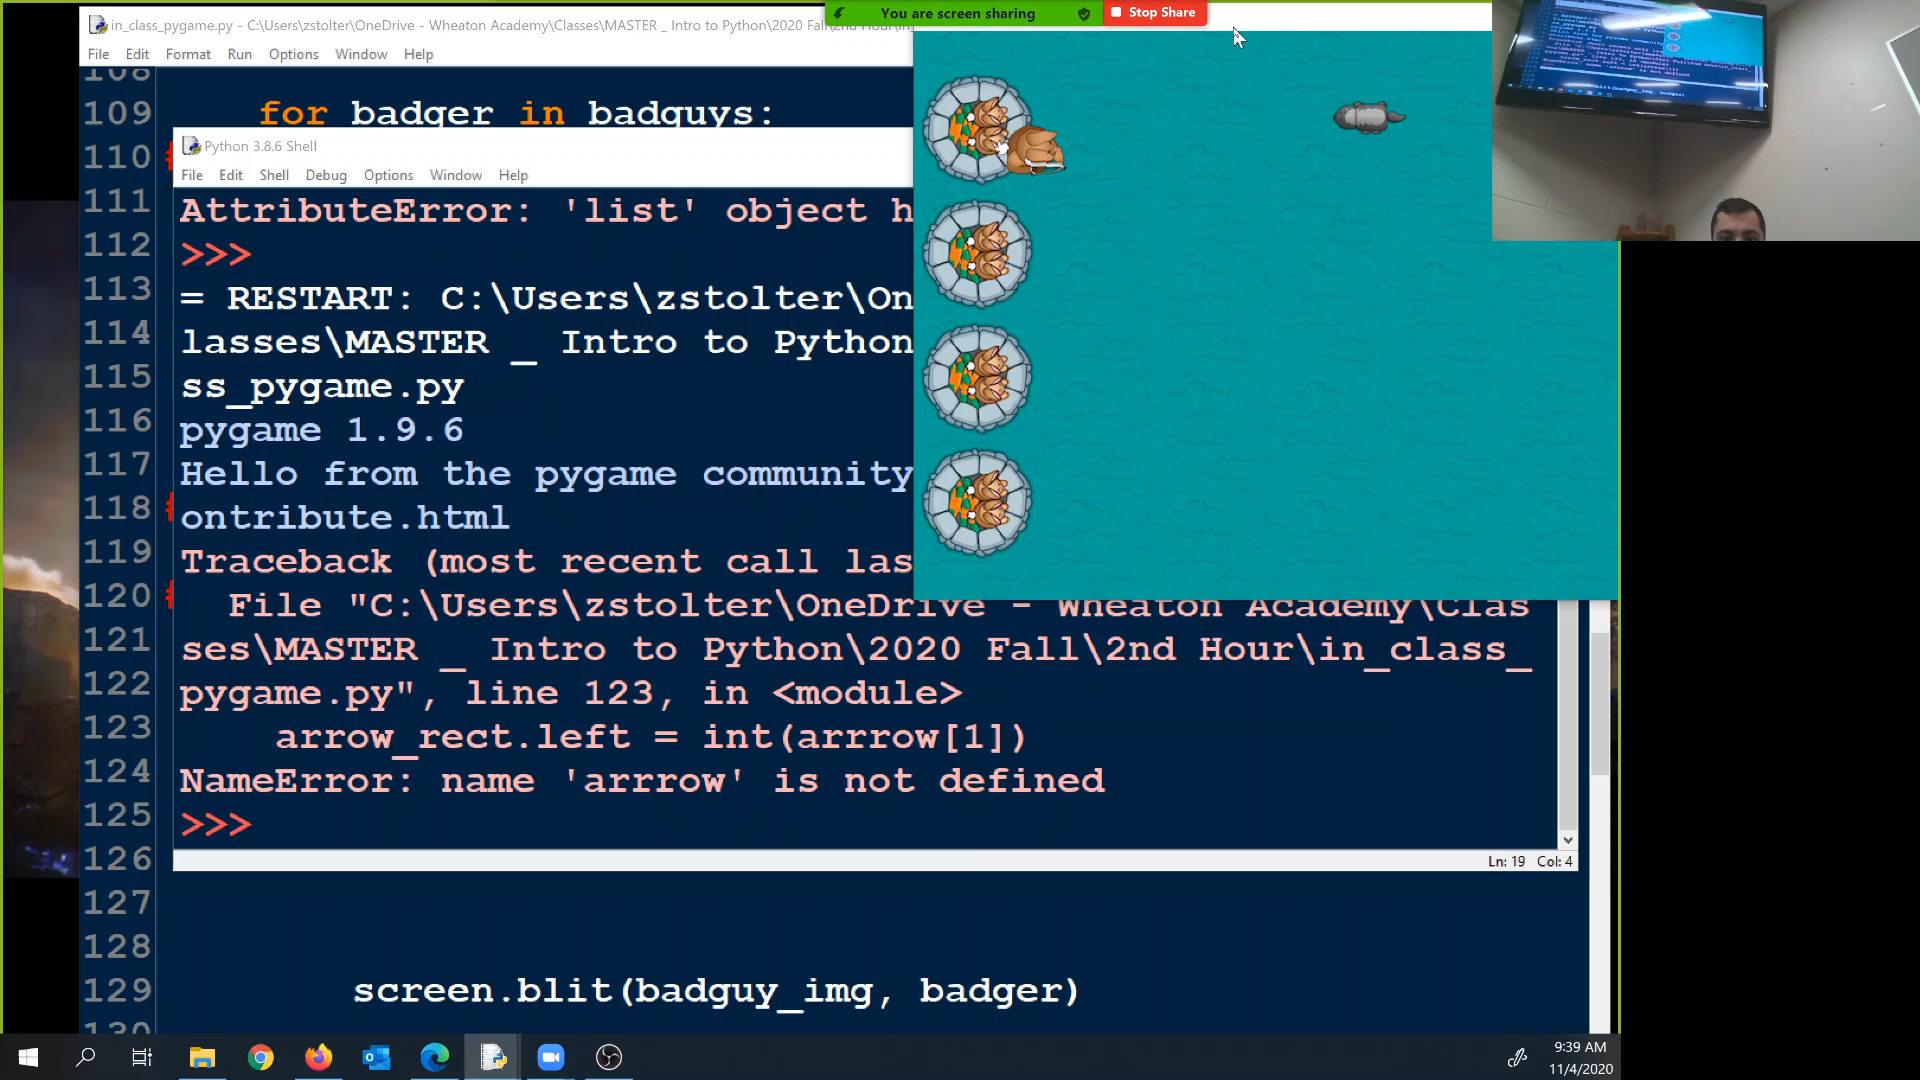 You are screen sharing
Stop Share
in_class_pygame.py - C:\Users\zstolter\OneDrive - Wheaton Academy\Classes\MASTER _ Intro to Python\2020 Fall\2nd Hour\in
File Edit Format Run Options Window Help
108
109 for badger in badguys:
110
Python 3.8.6 Shell
File Edit Shell Debug Options Window Help
111 AttributeError: 'list' object h
112 >>>
113 = RESTART: C:\Users\zstolter\On
114 lasses\MASTER _ Intro to Python
115 ss_pygame.py
116 pygame 1.9.6
117 Hello from the pygame community
118 ontribute.html
119 Traceback (most recent call las
120 File "C:\Users\zstolter\OneDrive - Wheaton Academy\Clas
121 ses\MASTER _ Intro to Python\2020 Fall\2nd Hour\in_class_
122 pygame.py", line 123, in <module>
123 arrow_rect.left = int(arrrow[1])
124 NameError: name 'arrrow' is not defined
125 >>>
126
Ln: 19 Col: 4
127
128
129 screen.blit(badguy_img, badger)
130
9:39 AM
11/4/2020